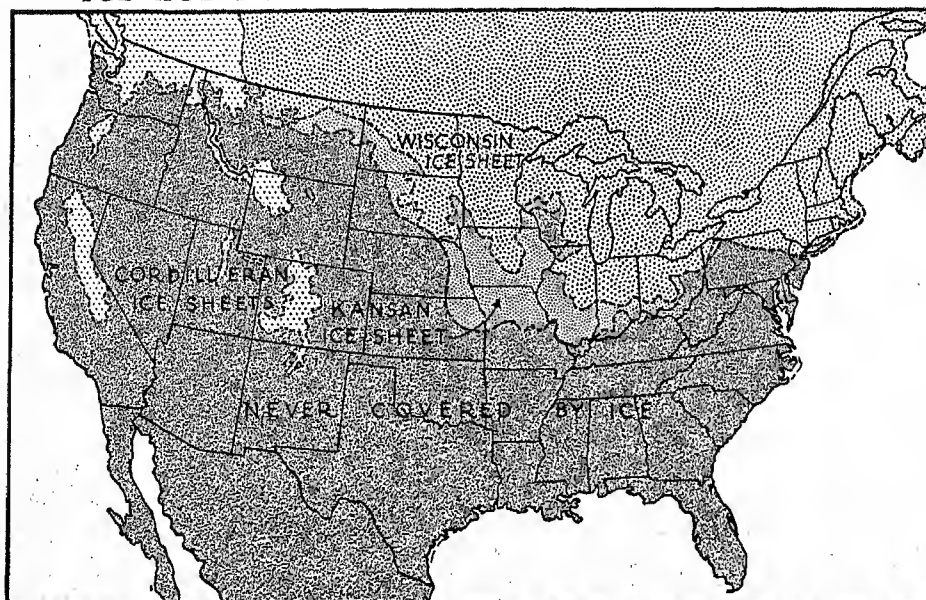 WISCONSIN
ICE SHEET
CORDILLERAN
ICE SHEETS
KANSAN
ICE SHEET
NEVER COVERED BY ICE